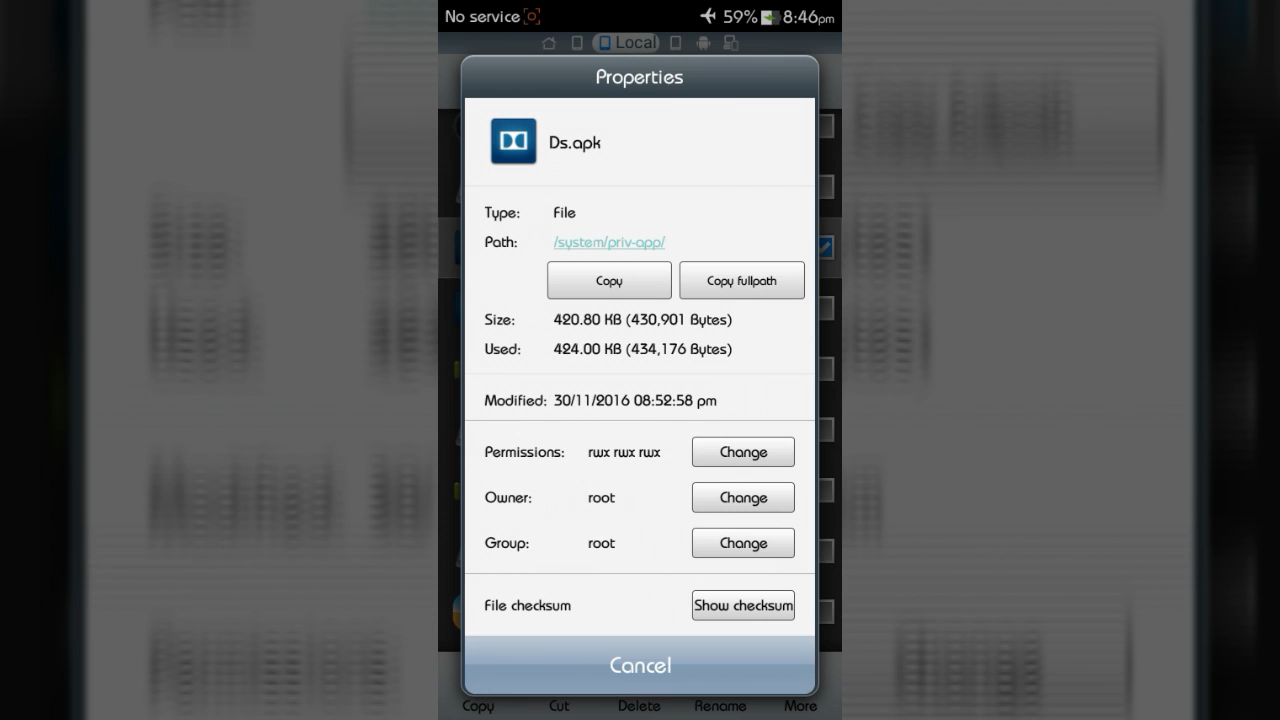 No service 59% 8:46pm
Local
Properties
Ds.apk
Type: File
Path: /system/priv-app/
Copy Copy fullpath
Size: 420.80 KB (430,901 Bytes)
Used: 424.00 KB (434,176 Bytes)
Modified: 30/11/2016 08:52:58 pm
Permissions: rwx rwx rwx Change
Owner: root Change
Group: root Change
File checksum Show checksum
Cancel
Copy Cut Delete Rename More